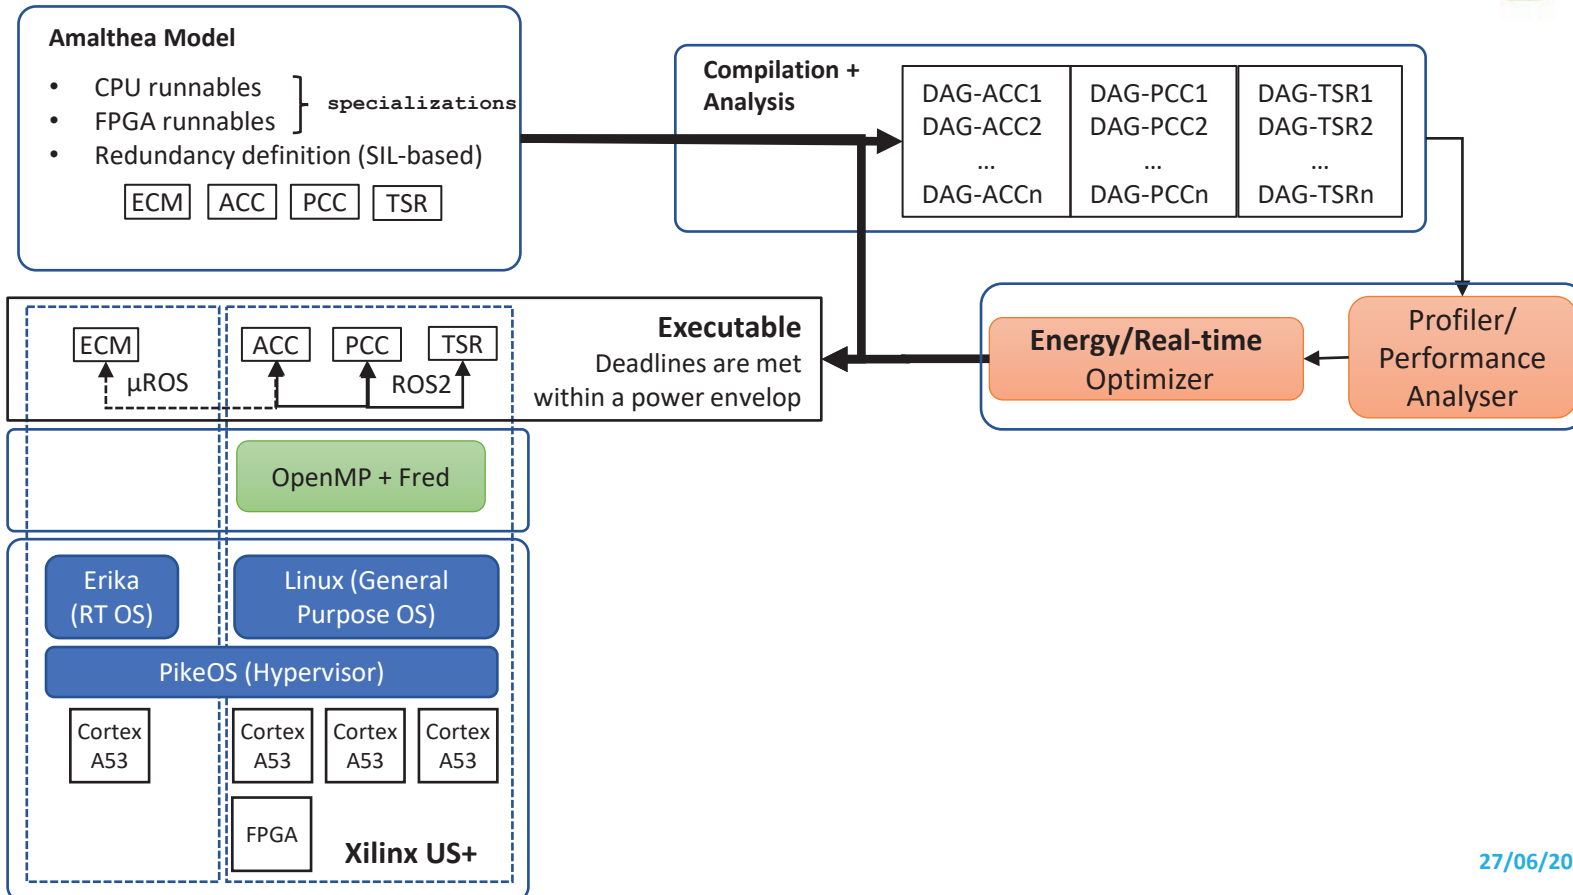 Amalthea Model
• CPU runnables
• FPGA runnables
specializations
• Redundancy definition (SIL-based)
ECM ACC PCC TSR
Compilation +
Analysis
DAG-ACC1 DAG-PCC1 DAG-TSR1
DAG-ACC2 DAG-PCC2 DAG-TSR2
... ... ...
DAG-ACCn DAG-PCCn DAG-TSRn
ECM ACC PCC TSR
µROS ROS2
Executable
Deadlines are met
within a power envelop
Energy/Real-time
Optimizer
Profiler/
Performance
Analyser
OpenMP + Fred
Erika
(RT OS)
Linux (General
Purpose OS)
PikeOS (Hypervisor)
Cortex
A53
Cortex
A53
Cortex
A53
Cortex
A53
FPGA
Xilinx US+
27/06/20